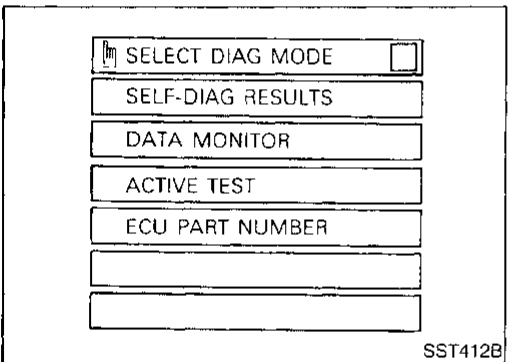 SELECT DIAG MODE
SELF-DIAG RESULTS
DATA MONITOR
ACTIVE TEST
ECU PART NUMBER
SST412B